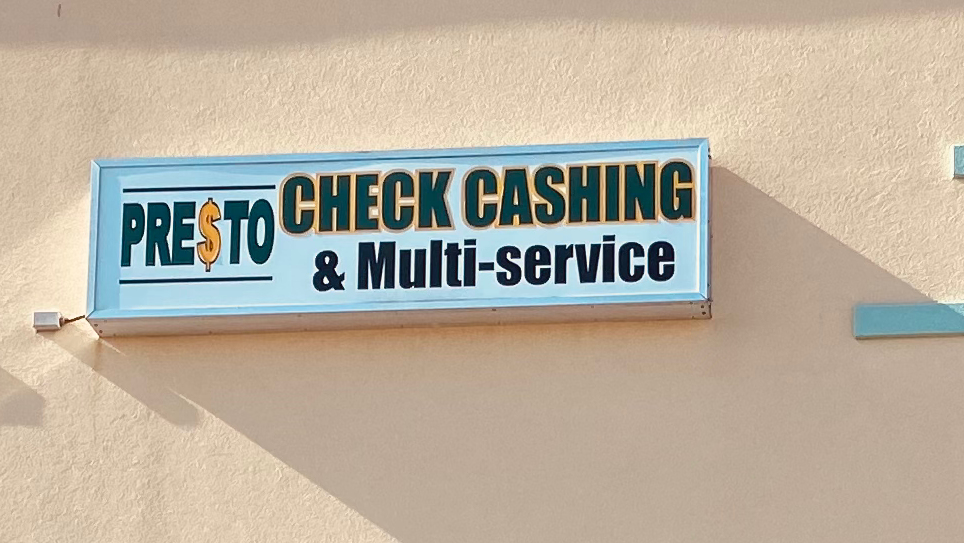 PRE$TO
CHECK CASHING
& Multi-service